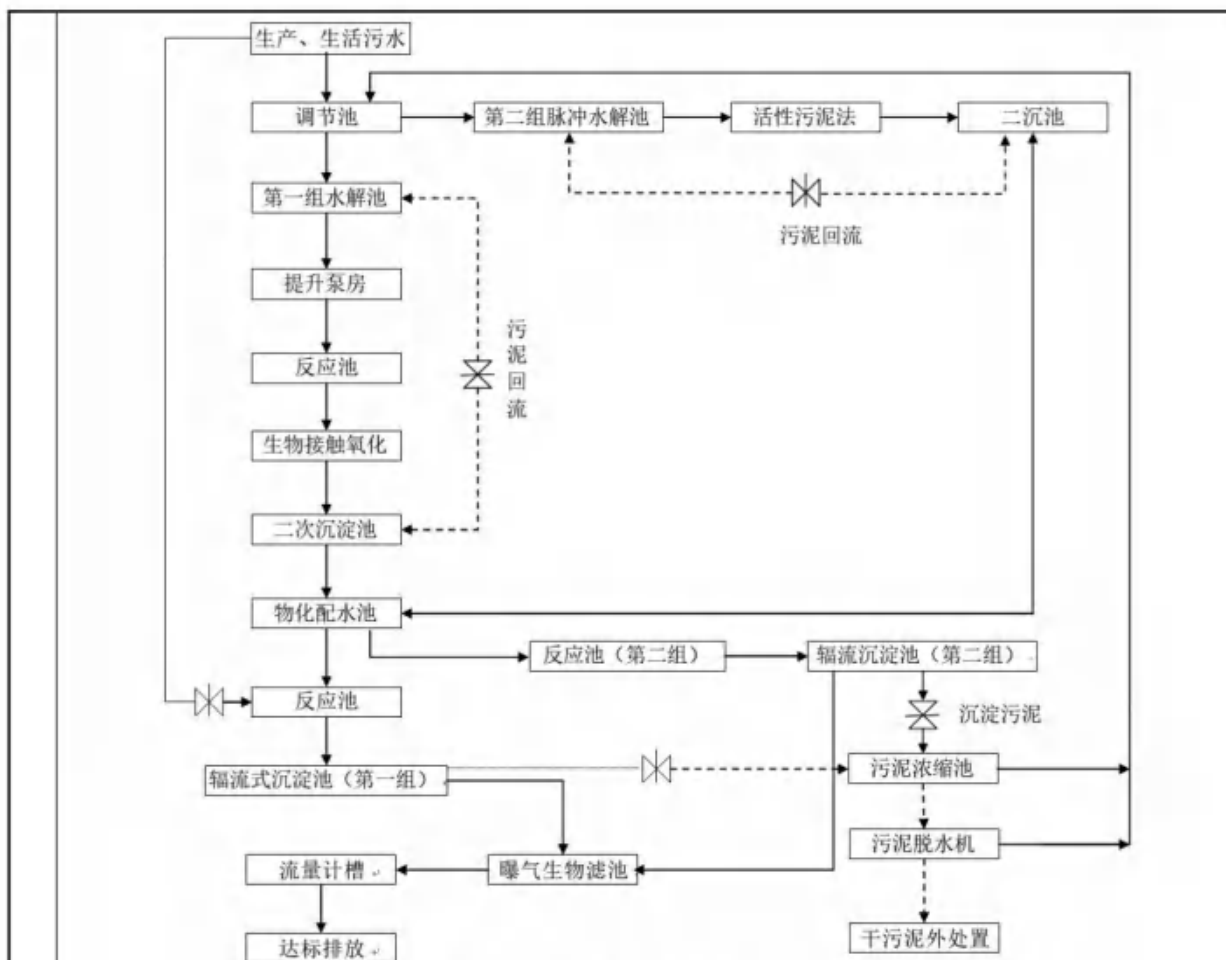 生产、生活污水
调节池
第二组脉冲水解池
活性污泥法
二沉池
第一组水解池
污泥回流
提升泵房
污泥回流
反应池
生物接触氧化
二次沉淀池
物化配水池
反应池（第二组）
辐流沉淀池（第二组）
反应池
沉淀污泥
辐流式沉淀池（第一组）
污泥浓缩池
污泥脱水机
流量计槽
曝气生物滤池
达标排放
干污泥外处置